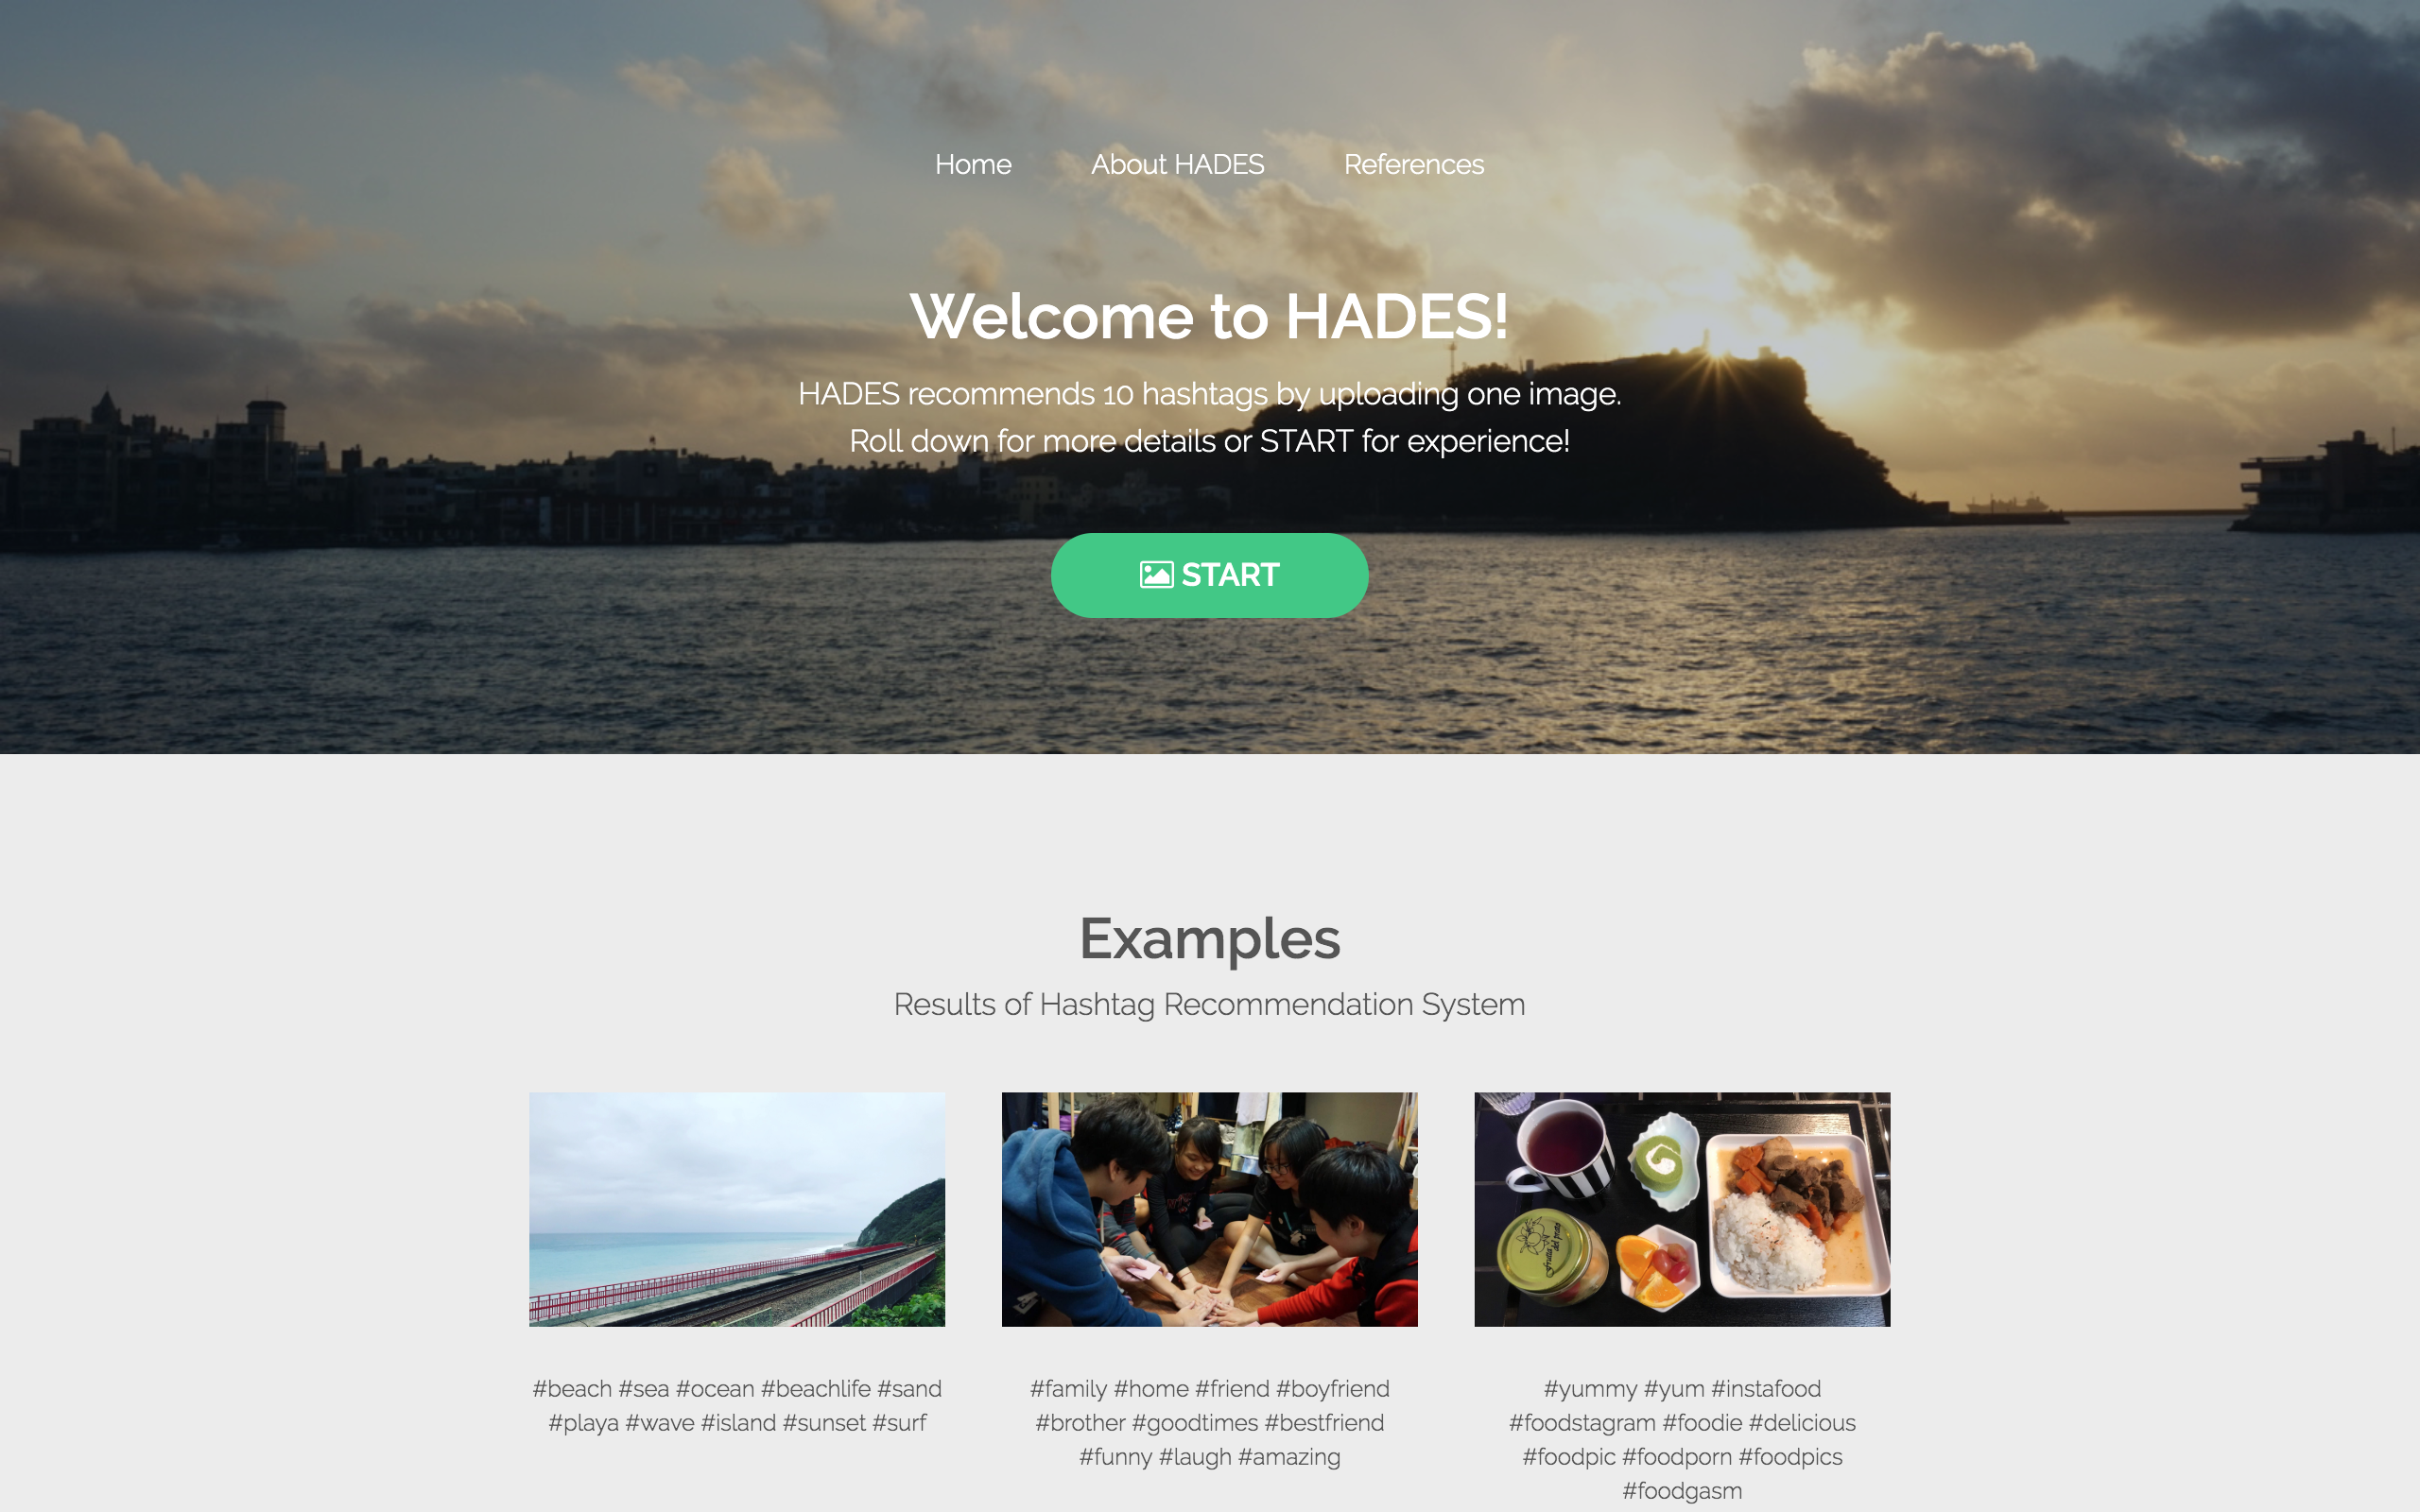 Home About HADES References
Welcome to HADES!
HADES recommends 10 hashtags by uploading one image.
Roll down for more details or START for experience!
START
Examples
Results of Hashtag Recommendation System
#beach #sea #ocean #beachlife #sand
#playa #wave #island #sunset #surf
#family #home #friend #boyfriend
#brother #goodtimes #bestfriend
#funny #laugh #amazing
#yummy #yum #instafood
#foodstagram #foodie #delicious
#foodpic #foodporn #foodpics
#foodgasm